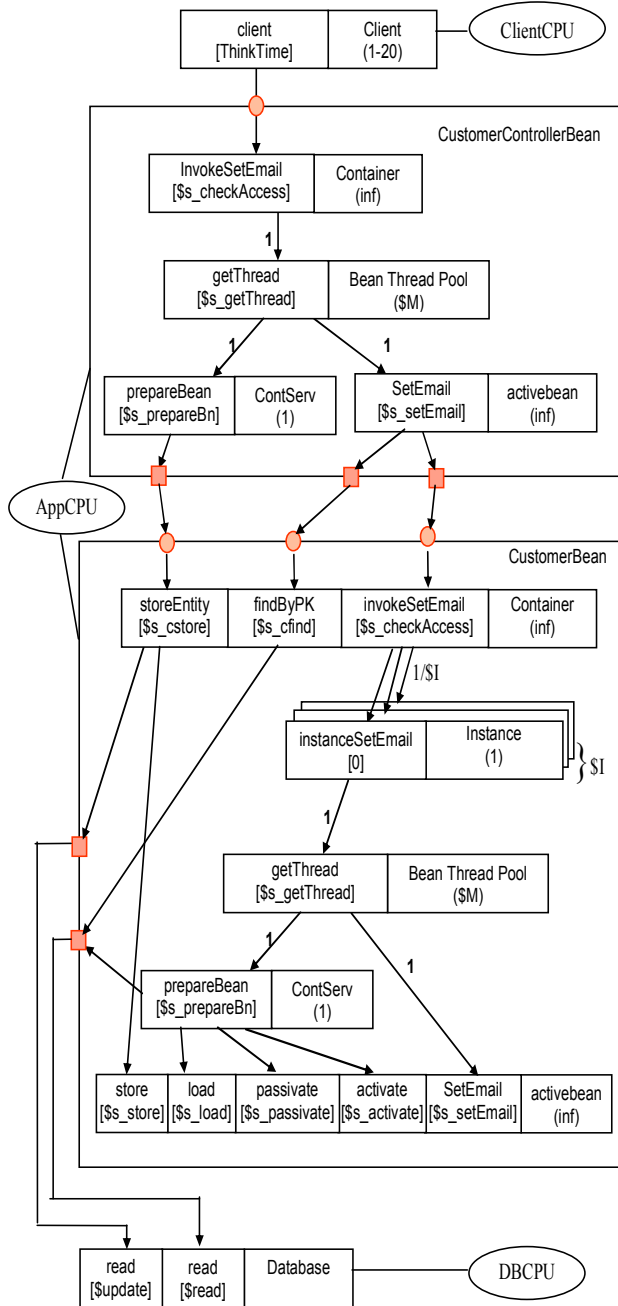 client
[ThinkTime]
Client
(1-20)
ClientCPU
CustomerControllerBean
InvokeSetEmail
[$s_checkAccess]
Container
(inf)
1
getThread
[$s_getThread]
Bean Thread Pool
($M)
1
1
prepareBean
[$s_prepareBn]
ContServ
(1)
SetEmail
[$s_setEmail]
activebean
(inf)
AppCPU
CustomerBean
storeEntity
[$s_cstore]
findByPK
[$s_cfind]
invokeSetEmail
[$s_checkAccess]
Container
(inf)
1/$I
instanceSetEmail
[0]
Instance
(1)
} $I
1
getThread
[$s_getThread]
Bean Thread Pool
($M)
1
1
prepareBean
[$s_prepareBn]
ContServ
(1)
store
[$s_store]
load
[$s_load]
passivate
[$s_passivate]
activate
[$s_activate]
SetEmail
[$s_setEmail]
activebean
(inf)
read
[$update]
read
[$read]
Database
DBCPU